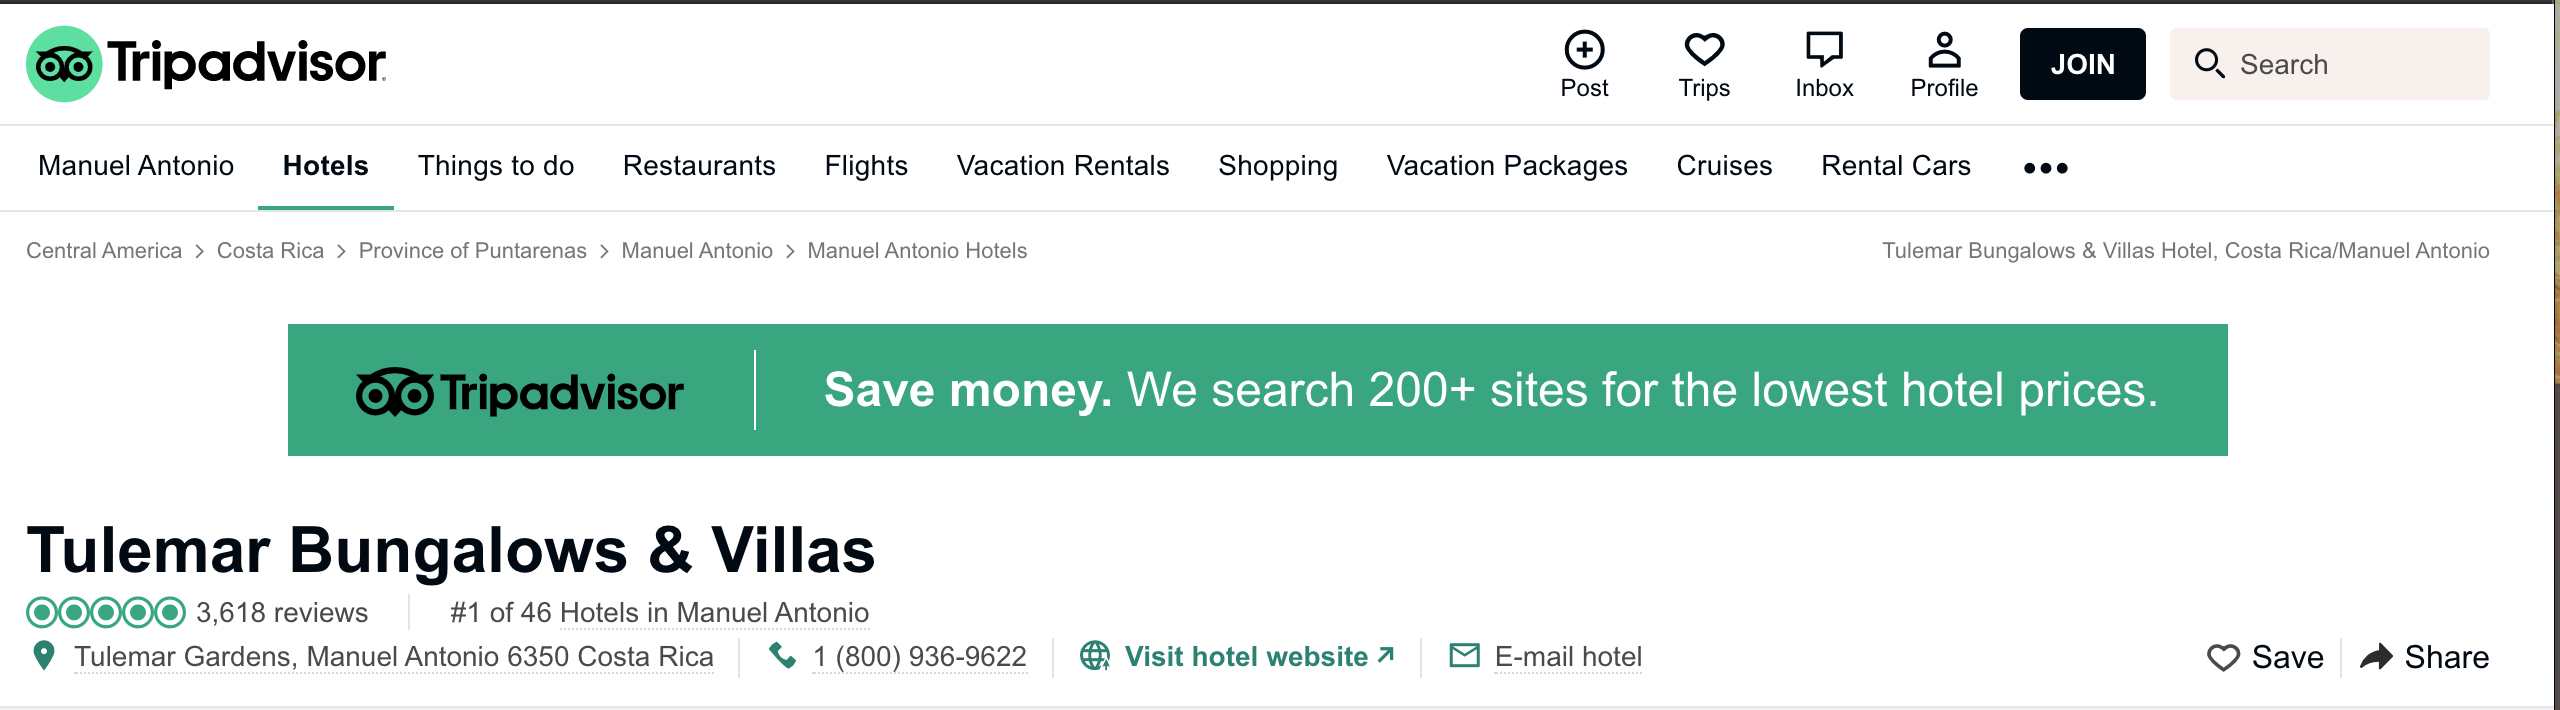 Tripadvisor
Post Trips Inbox Profile JOIN Search
Manuel Antonio Hotels Things to do Restaurants Flights Vacation Rentals Shopping Vacation Packages Cruises Rental Cars •••
Central America > Costa Rica > Province of Puntarenas > Manuel Antonio > Manuel Antonio Hotels
Tulemar Bungalows & Villas Hotel, Costa Rica/Manuel Antonio
Tripadvisor Save money. We search 200+ sites for the lowest hotel prices.
Tulemar Bungalows & Villas
3,618 reviews #1 of 46 Hotels in Manuel Antonio
Tulemar Gardens, Manuel Antonio 6350 Costa Rica 1 (800) 936-9622 Visit hotel website E-mail hotel Save Share